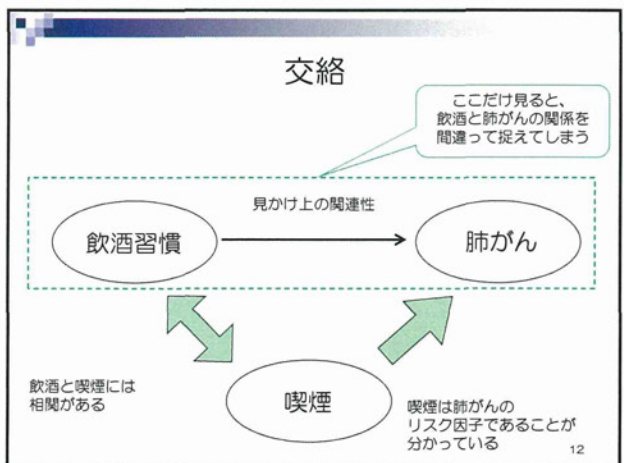 交絡
ここだけ見ると、
飲酒と肺がんの関係を
間違って捉えてしまう
見かけ上の関連性
飲酒習慣
肺がん
飲酒と喫煙には
相関がある
喫煙
喫煙は肺がんの
リスク因子であることが
分かっている
12